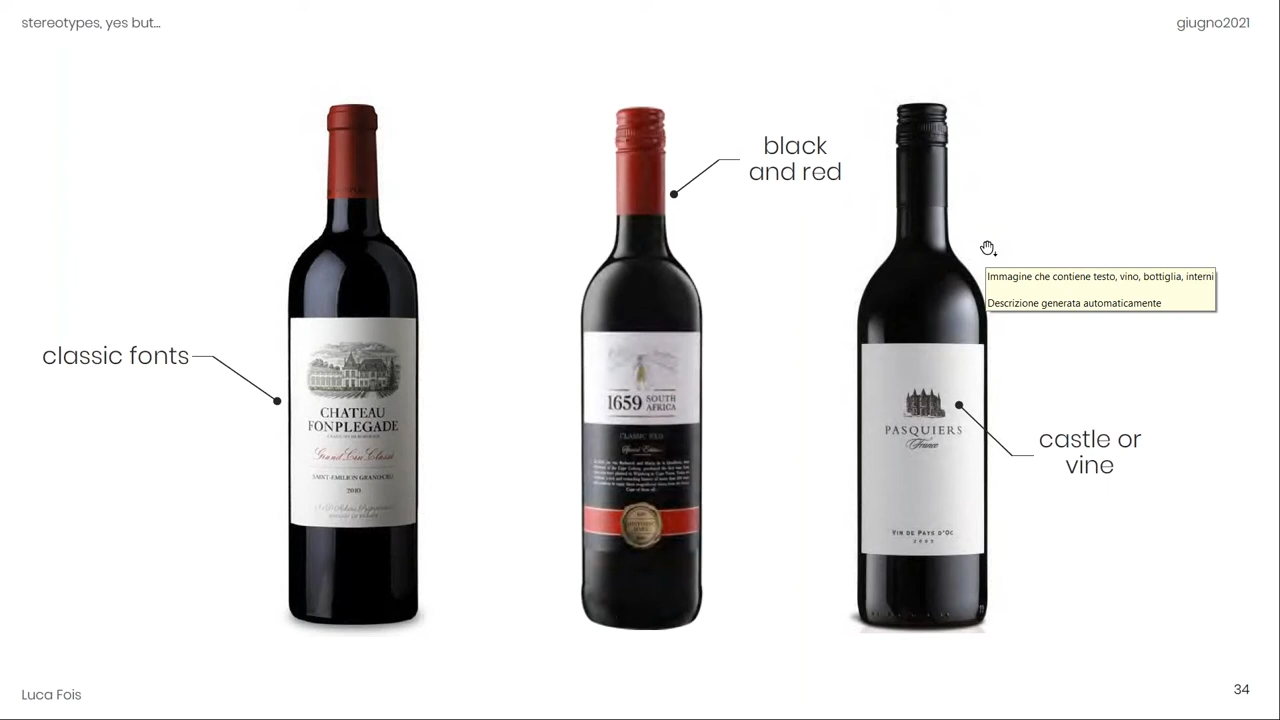 stereotypes, yes but...
giugno2021
black
and red
Immagine che contiene testo, vino, bottiglia, interni
Descrizione generata automaticamente
classic fonts
CHATEAU
FONPLEGADE
Grand Cru Classé
SAINT-EMILION GRAND CRU
2010
1659 SOUTH
AFRICA
CLASSIC RED
Special Edition
PASQUIERS
France
VIN DE PAYS D'OC
castle or
vine
Luca Fois
34